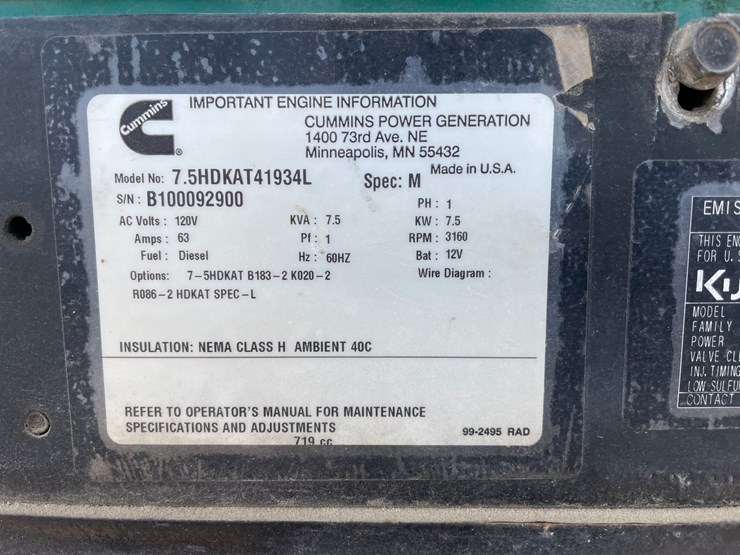 Cummins
IMPORTANT ENGINE INFORMATION
CUMMINS POWER GENERATION
1400 73rd Ave. NE
Minneapolis, MN 55432
Made in U.S.A.
Model No: 7.5HDKAT41934L Spec: M
S/N : B100092900 PH : 1
AC Volts : 120V KVA : 7.5 KW : 7.5
Amps : 63 Pf : 1 RPM : 3160
Fuel : Diesel Hz : 60HZ Bat : 12V
Options: 7-5HDKAT B183-2 K020-2 Wire Diagram :
R086-2 HDKAT SPEC-L
INSULATION: NEMA CLASS H AMBIENT 40C
REFER TO OPERATOR'S MANUAL FOR MAINTENANCE
SPECIFICATIONS AND ADJUSTMENTS
719 cc
99-2495 RAD
EMIS
THIS EN
FOR U.S
MODEL
FAMILY
POWER
VALVE CL
INJ. TIMING
LOW SULFU
CONTACT